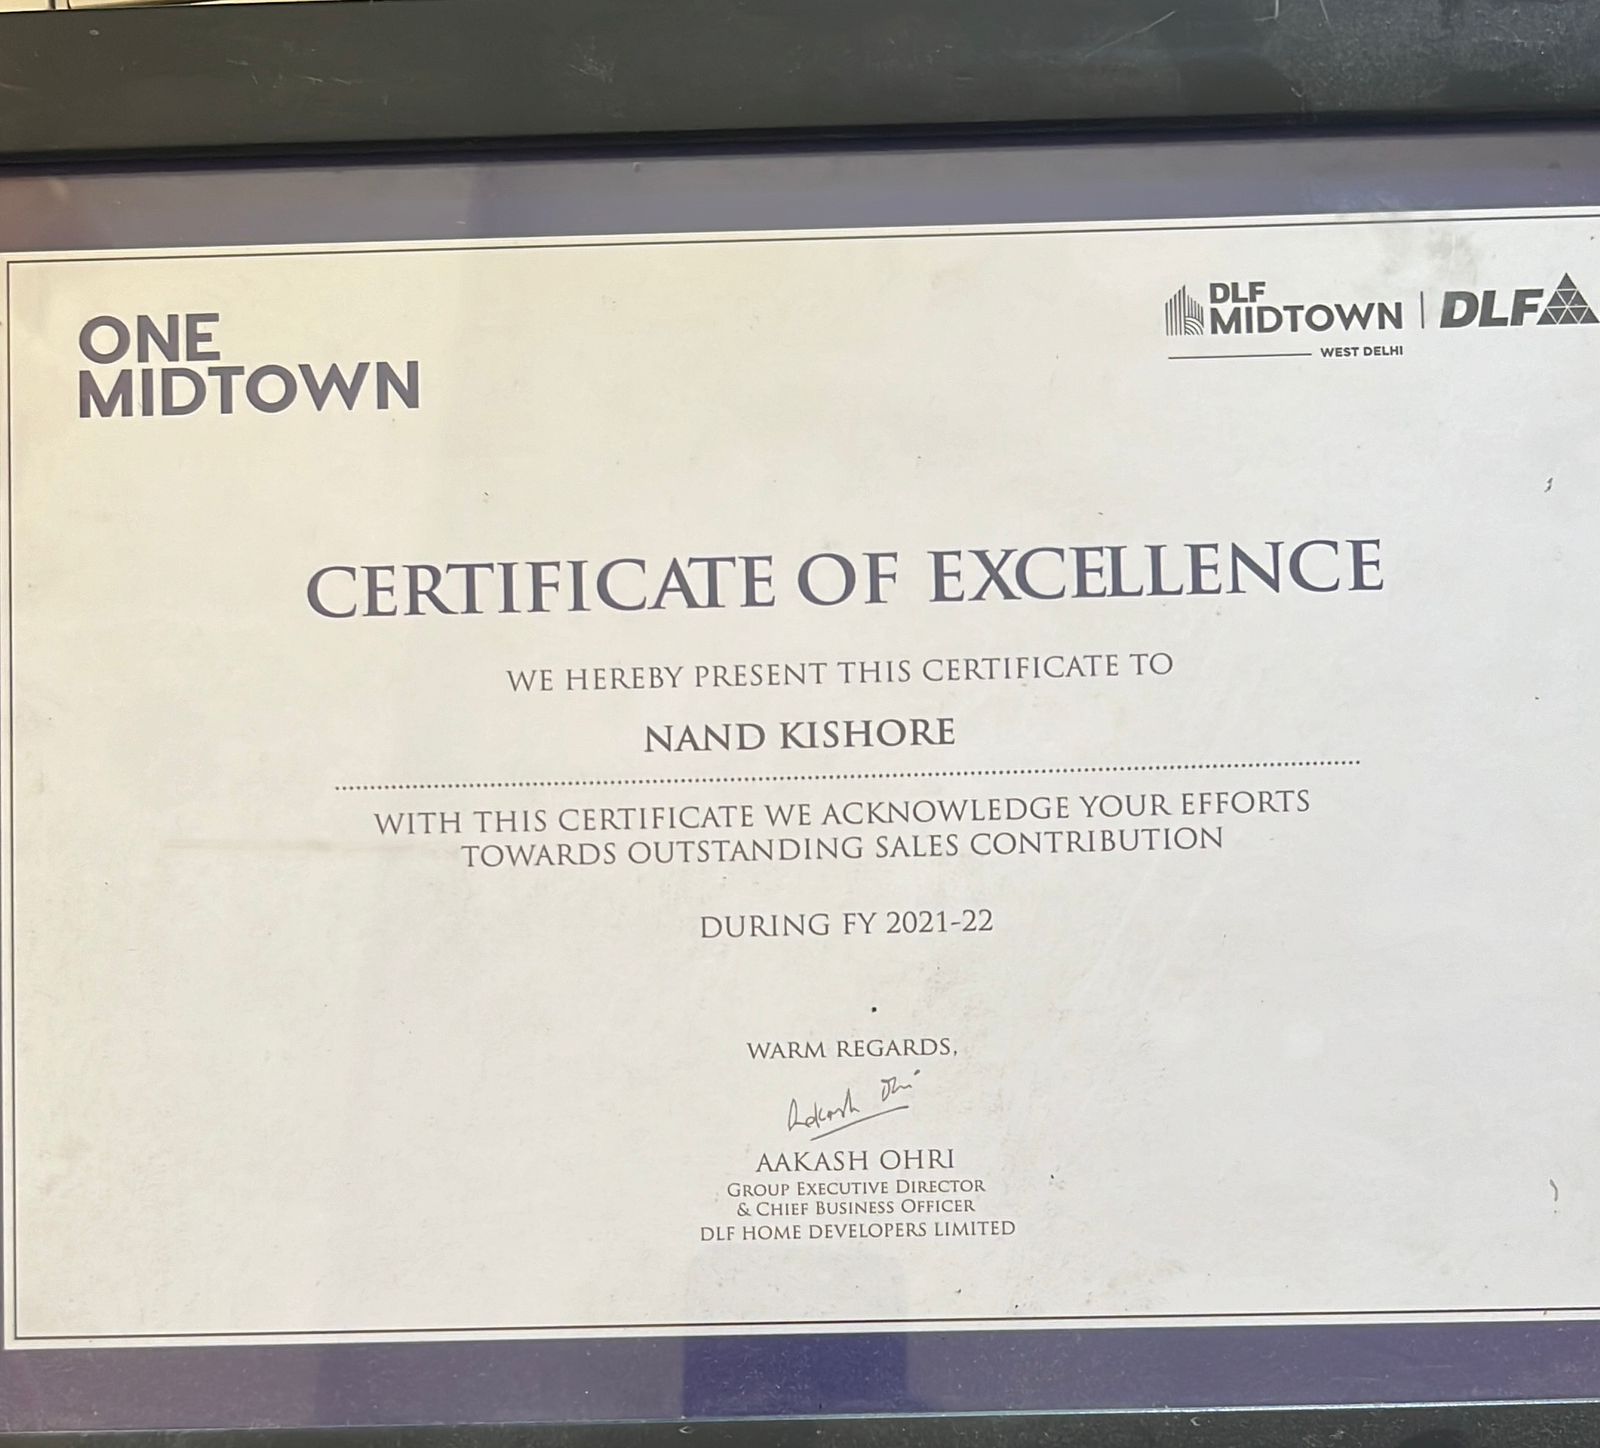 ONE
MIDTOWN
DLF
MIDTOWN
WEST DELHI
DLF
CERTIFICATE OF EXCELLENCE
WE HEREBY PRESENT THIS CERTIFICATE TO
NAND KISHORE
WITH THIS CERTIFICATE WE ACKNOWLEDGE YOUR EFFORTS
TOWARDS OUTSTANDING SALES CONTRIBUTION
DURING FY 2021-22
WARM REGARDS,
Aakash Ohri
AAKASH OHRI
GROUP EXECUTIVE DIRECTOR
& CHIEF BUSINESS OFFICER
DLF HOME DEVELOPERS LIMITED